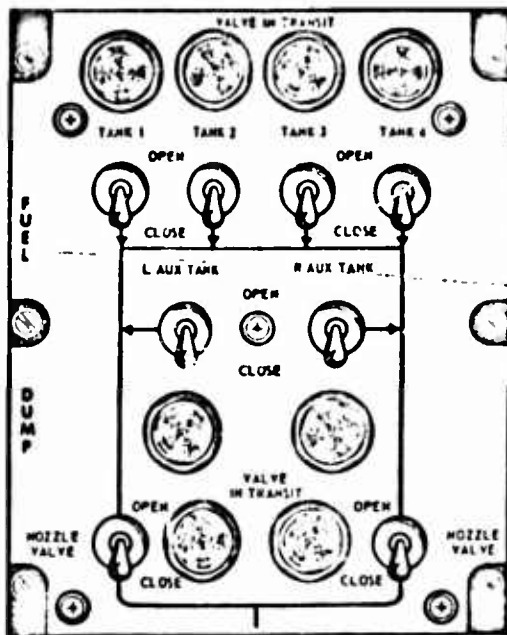 VALVE IN TRANSIT
TANK 1 TANK 2 TANK 3 TANK 4
OPEN OPEN
FUEL
CLOSE CLOSE
L AUX TANK R AUX TANK
OPEN
CLOSE
DUMP
VALVE
IN TRANSIT
OPEN OPEN
NOZZLE VALVE NOZZLE VALVE
CLOSE CLOSE